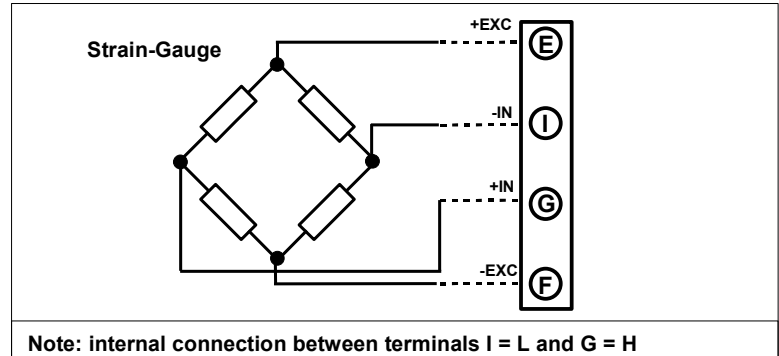 +EXC
Strain-Gauge
E
-IN
I
+IN
G
-EXC
F
Note: internal connection between terminals I = L and G = H